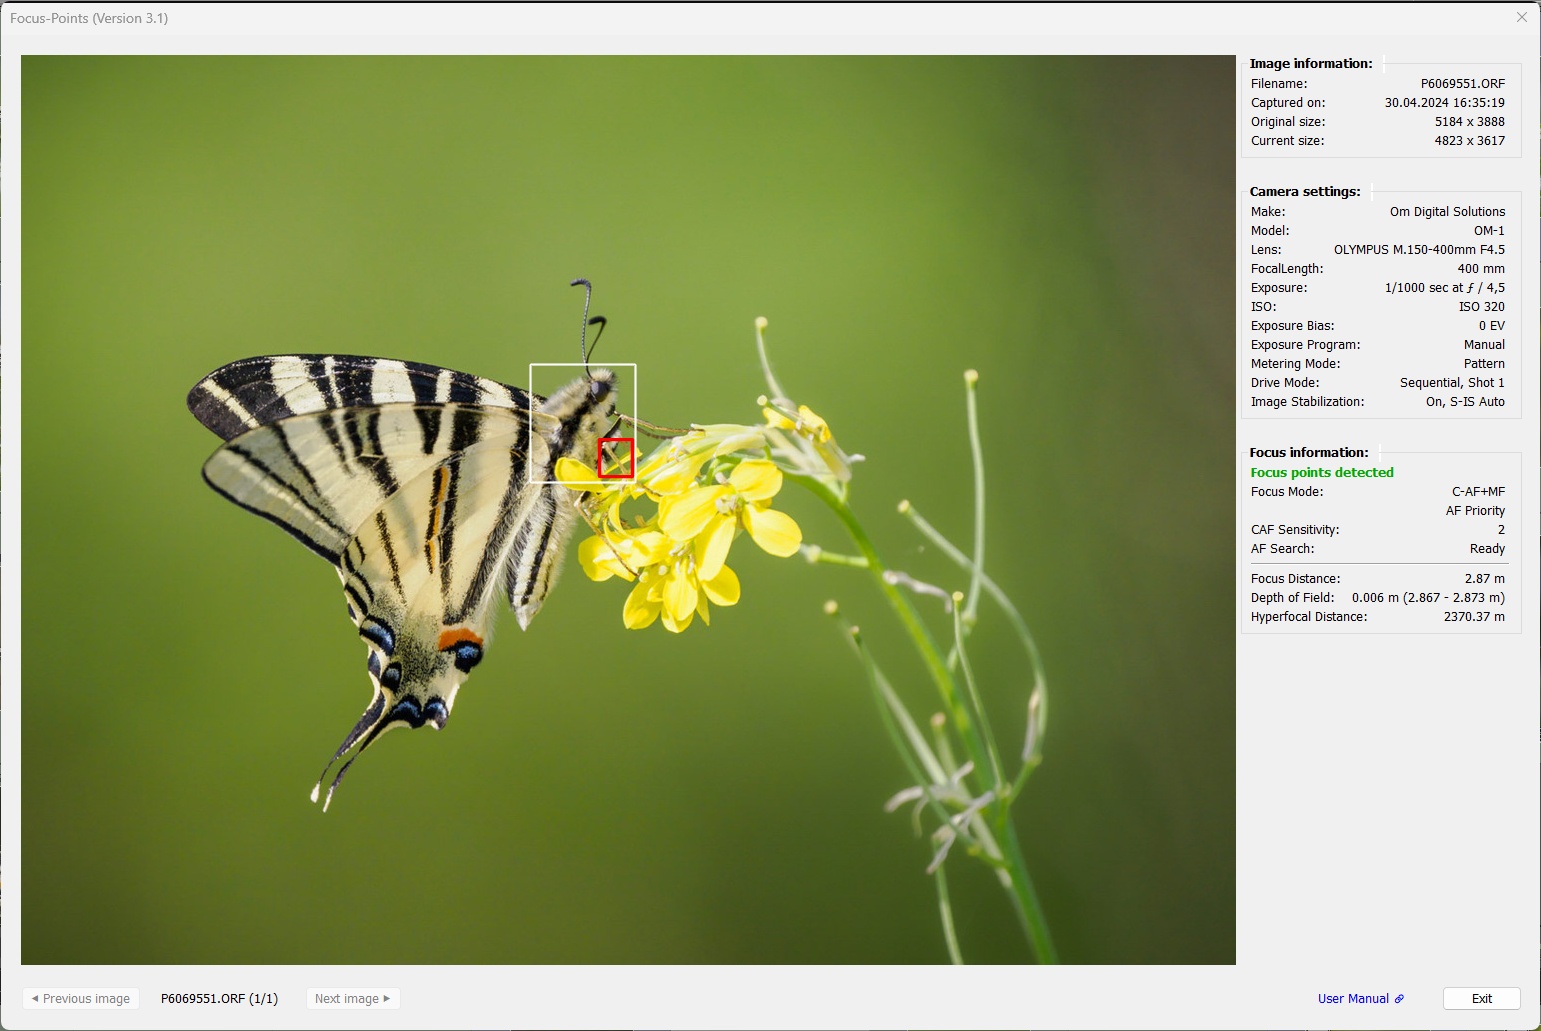 Focus-Points (Version 3.1)
Image information:
Filename: P6069551.ORF
Captured on: 30.04.2024 16:35:19
Original size: 5184 x 3888
Current size: 4823 x 3617
Camera settings:
Make: Om Digital Solutions
Model: OM-1
Lens: OLYMPUS M.150-400mm F4.5
FocalLength: 400 mm
Exposure: 1/1000 sec at ƒ / 4,5
ISO: ISO 320
Exposure Bias: 0 EV
Exposure Program: Manual
Metering Mode: Pattern
Drive Mode: Sequential, Shot 1
Image Stabilization: On, S-IS Auto
Focus information:
Focus points detected
Focus Mode: C-AF+MF
AF Priority
CAF Sensitivity: 2
AF Search: Ready
Focus Distance: 2.87 m
Depth of Field: 0.006 m (2.867 - 2.873 m)
Hyperfocal Distance: 2370.37 m
Previous image P6069551.ORF (1/1) Next image User Manual Exit